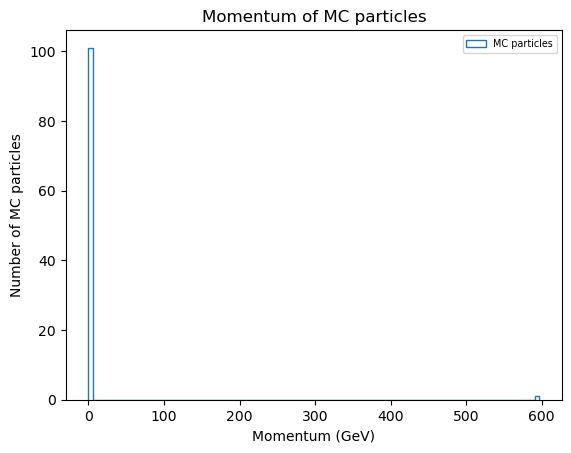 Momentum of MC particles
MC particles
100
80
60
40
20
0
Number of MC particles
0 100 200 300 400 500 600
Momentum (GeV)